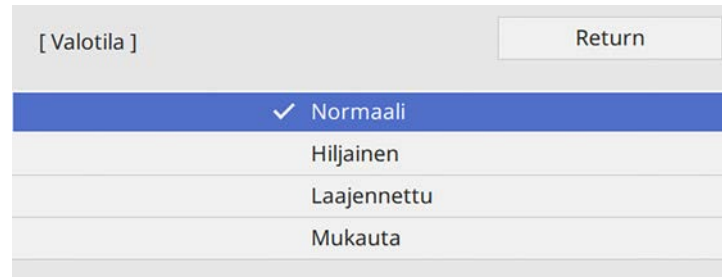 [ Valotila ]
Return
Normaali
Hiljainen
Laajennettu
Mukauta